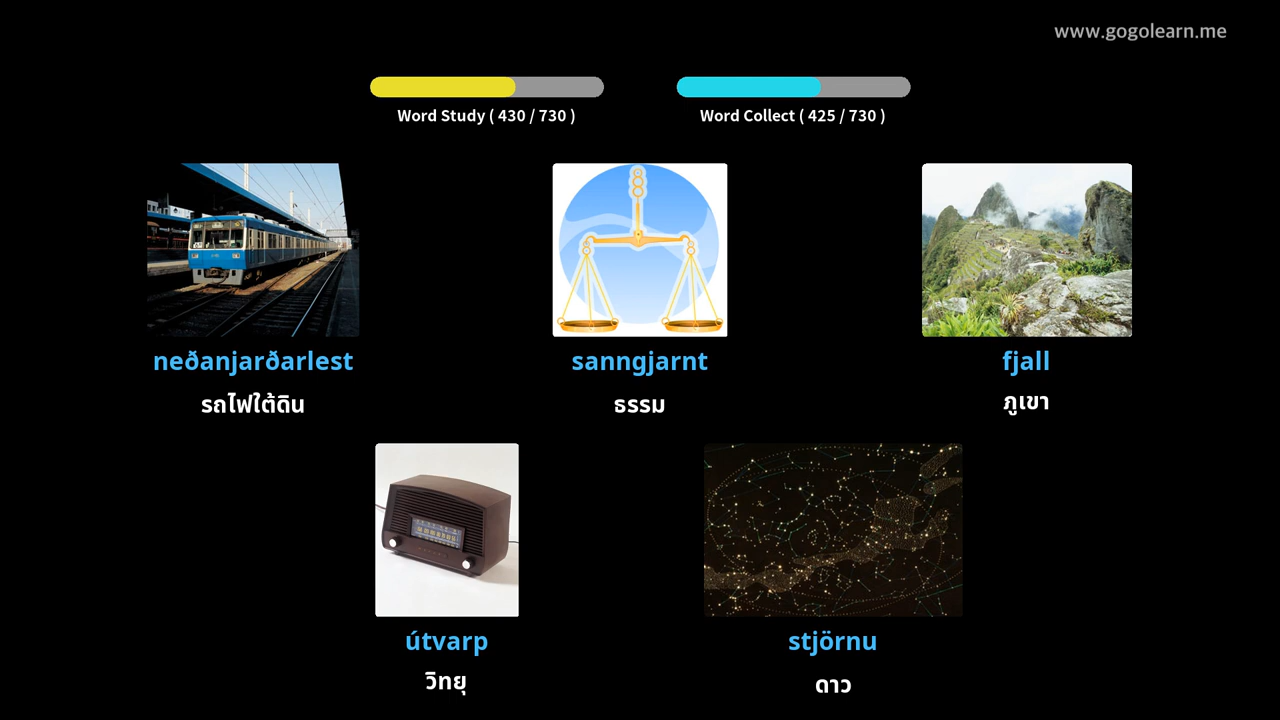 www.gogolearn.me
Word Study ( 430 / 730 )
Word Collect ( 425 / 730 )
neðanjarðarlest
sanngjarnt
fjall
รถไฟใต้ดิน
ธรรม
ภูเขา
útvarp
stjörnu
วิทยุ
ดาว